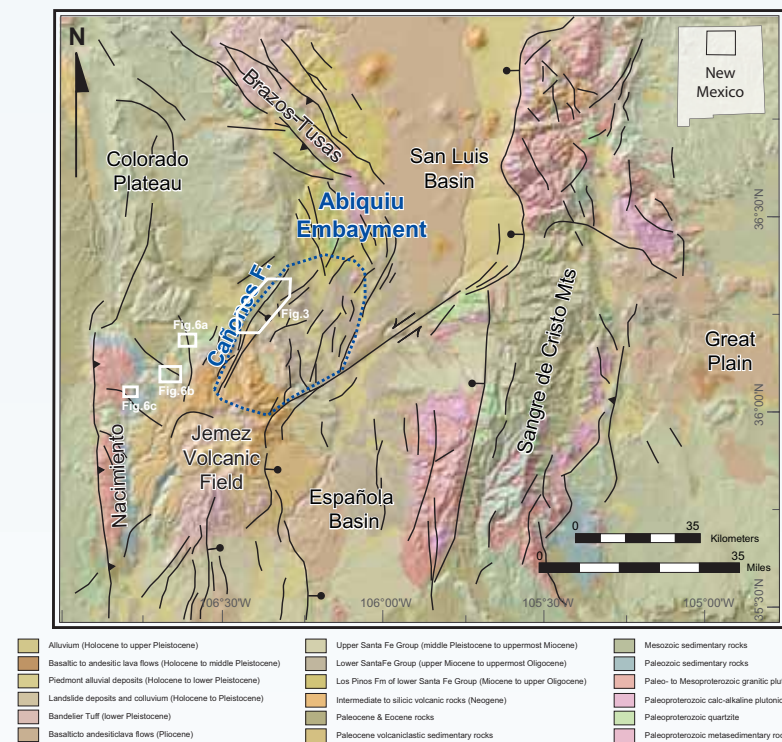 N
New
Mexico
Brazos-Tusas
Colorado
Plateau
San Luis
Basin
36°30'N
Abiquiu
Embayment
Cañones F.
Fig.3
Fig.6a
Fig.6b
Fig.6c
Sangre de Cristo Mts
Great
Plain
36°00'N
Nacimiento
Jemez
Volcanic
Field
Española
Basin
0 35
Kilometers
0 35
Miles
35°30'N
106°30'W 106°00'W 105°30'W 105°00'W
Alluvium (Holocene to upper Pleistocene)
Basaltic to andesitic lava flows (Holocene to middle Pleistocene)
Piedmont alluvial deposits (Holocene to lower Pleistocene)
Landslide deposits and colluvium (Holocene to Pleistocene)
Bandelier Tuff (lower Pleistocene)
Basalticto andesiticlava flows (Pliocene)
Upper Santa Fe Group (middle Pleistocene to uppermost Miocene)
Lower SantaFe Group (upper Miocene to uppermost Oligocene)
Los Pinos Fm of lower Santa Fe Group (Miocene to upper Oligocene)
Intermediate to silicic volcanic rocks (Neogene)
Paleocene & Eocene rocks
Paleocene volcaniclastic sedimentary rocks
Mesozoic sedimentary rocks
Paleozoic sedimentary rocks
Paleo- to Mesoproterozoic granitic plut
Paleoproterozoic calc-alkaline plutonic
Paleoproterozoic quartzite
Paleoproterozoic metasedimentary roc